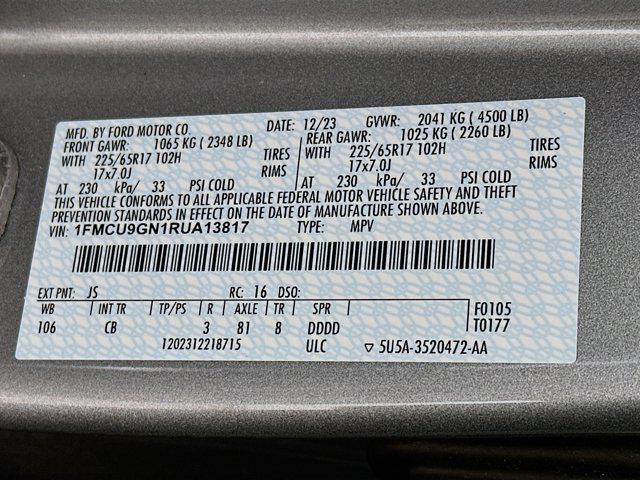 MFD. BY FORD MOTOR CO. DATE: 12/23 GVWR: 2041 KG ( 4500 LB)
FRONT GAWR: 1065 KG ( 2348 LB) REAR GAWR: 1025 KG ( 2260 LB)
WITH 225/65R17 102H TIRES WITH 225/65R17 102H TIRES
17x7.0J RIMS 17x7.0J RIMS
AT 230 kPa/ 33 PSI COLD AT 230 kPa/ 33 PSI COLD
THIS VEHICLE CONFORMS TO ALL APPLICABLE FEDERAL MOTOR VEHICLE SAFETY AND THEFT
PREVENTION STANDARDS IN EFFECT ON THE DATE OF MANUFACTURE SHOWN ABOVE.
VIN: 1FMCU9GN1RUA13817 TYPE: MPV
EXT PNT: JS RC: 16 DSO:
WB INT TR TP/PS R AXLE TR SPR F0105
106 CB 3 81 8 DDDD T0177
1202312218715 ULC ▽ 5U5A-3520472-AA